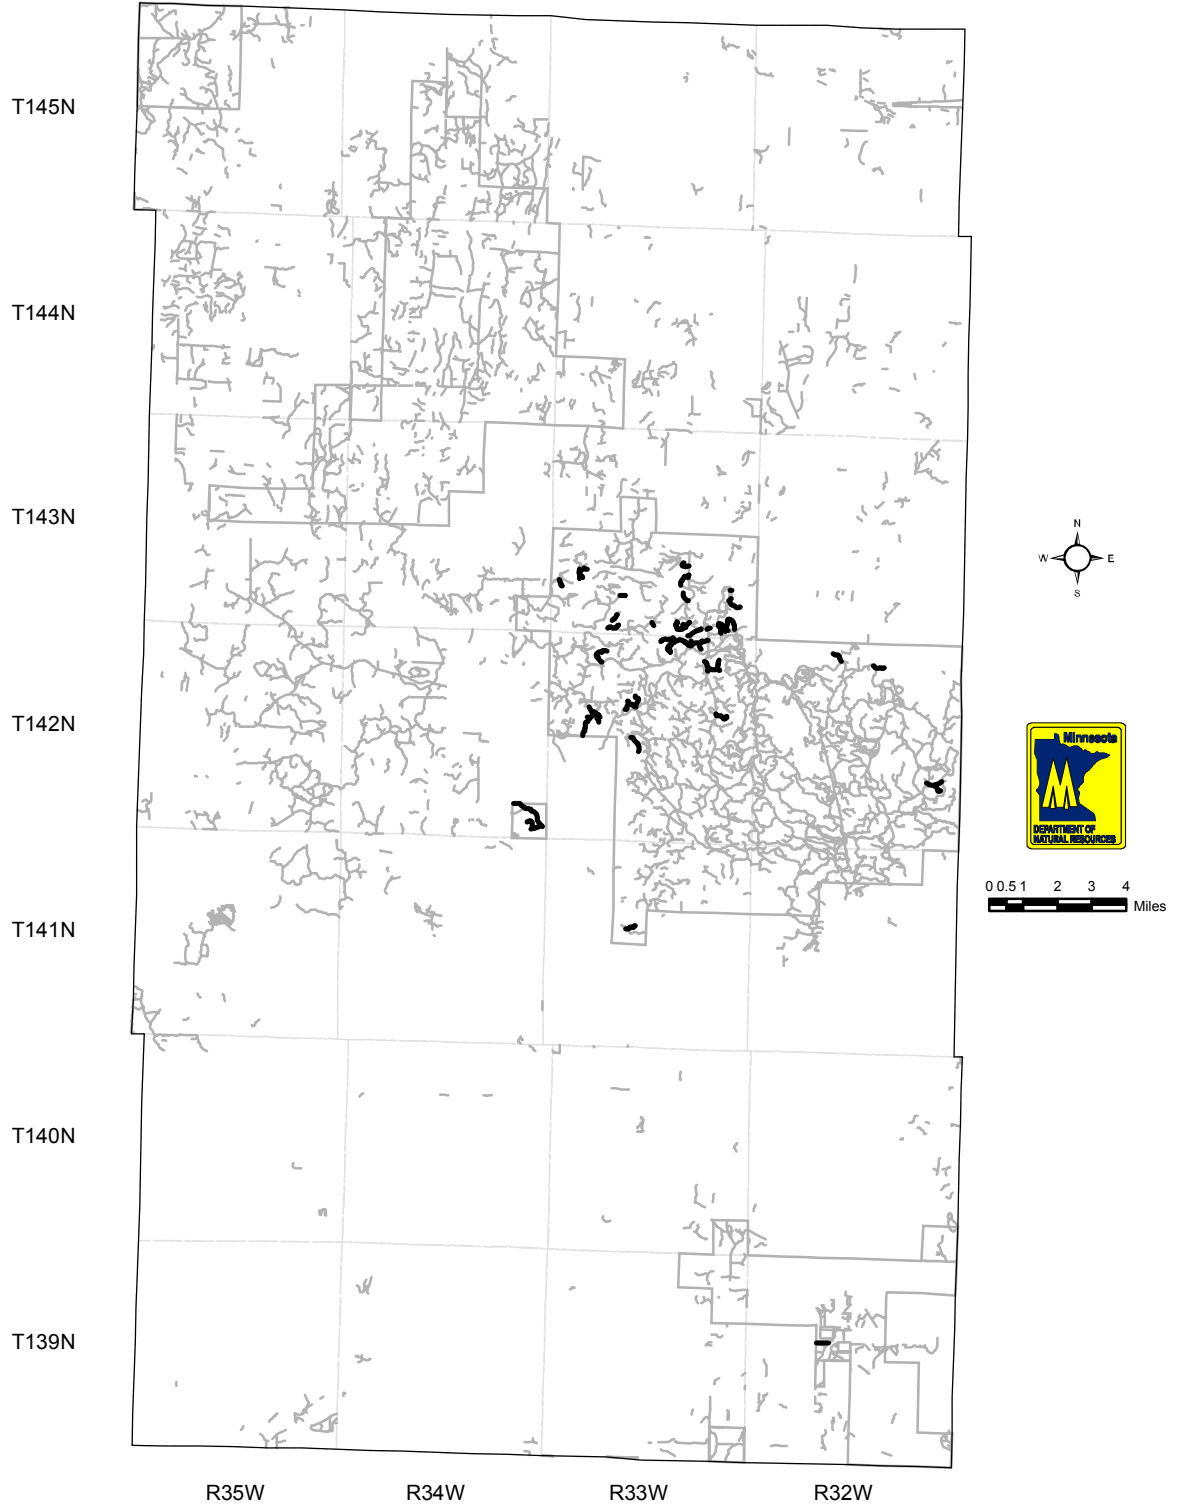 T145N
T144N
T143N
N
W E
S
T142N
Minnesota
DEPARTMENT OF
NATURAL RESOURCES
0 0.5 1 2 3 4
Miles
T141N
T140N
T139N
R35W R34W R33W R32W